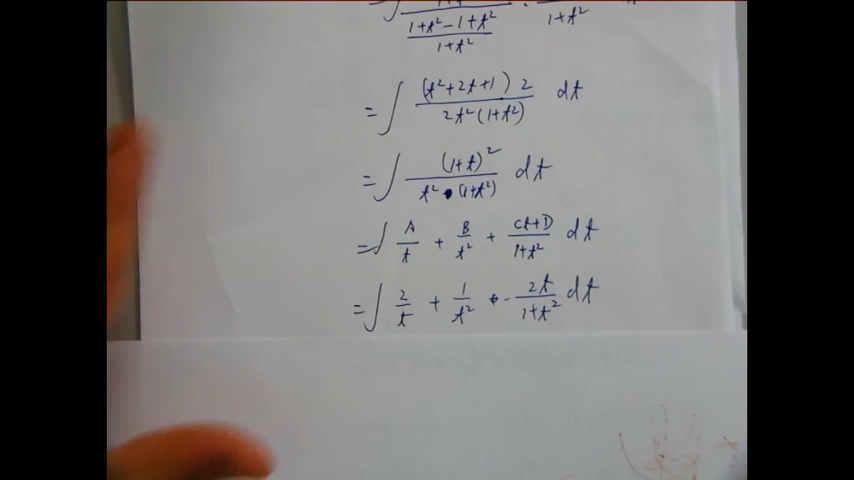 = ∫ 1+t²-1+t² / 1+t² · 1+t²
= ∫ (t²+2t+1) 2 / 2t²(1+t²) dt
= ∫ (1+t)² / t² • (1+t²) dt
= ∫ A/t + B/t² + Ct+D / 1+t² dt
= ∫ 2/t + 1/t² - 2t / 1+t² dt